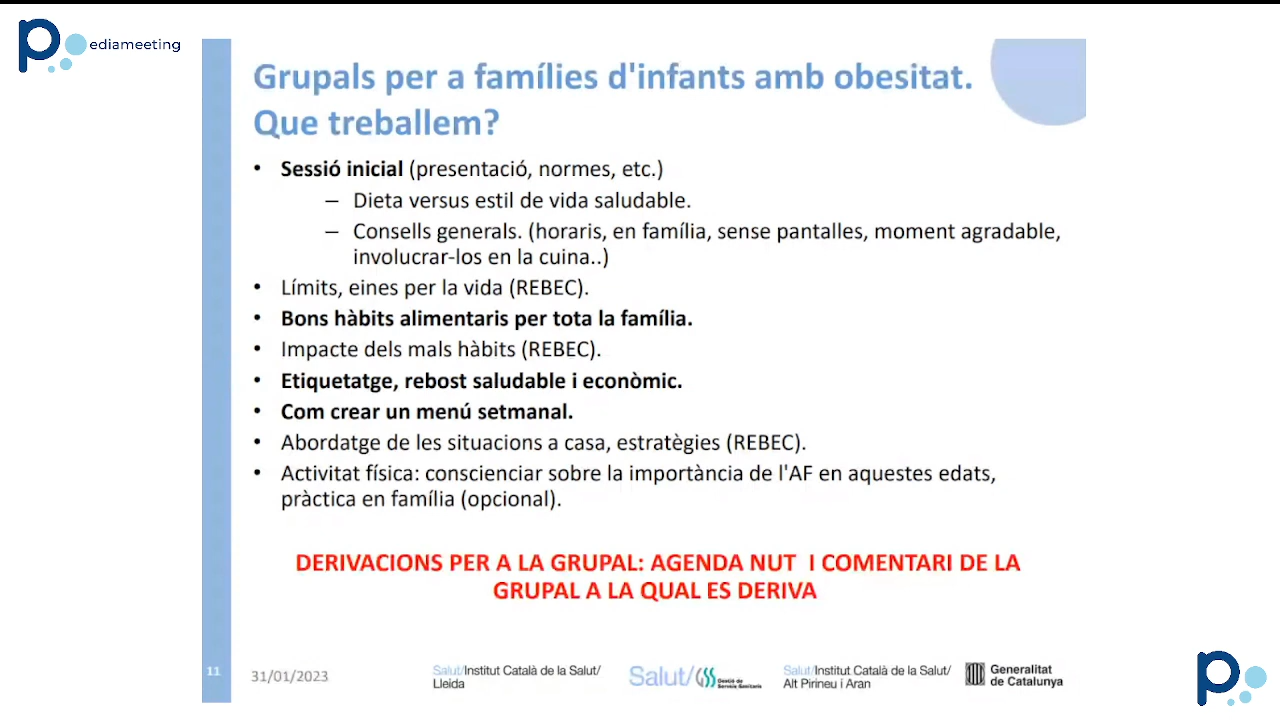 Pediameeting
Grupals per a famílies d'infants amb obesitat.
Que treballem?
• Sessió inicial (presentació, normes, etc.)
– Dieta versus estil de vida saludable.
– Consells generals. (horaris, en família, sense pantalles, moment agradable,
involucrar-los en la cuina..)
• Límits, eines per la vida (REBEC).
• Bons hàbits alimentaris per tota la família.
• Impacte dels mals hàbits (REBEC).
• Etiquetatge, rebost saludable i econòmic.
• Com crear un menú setmanal.
• Abordatge de les situacions a casa, estratègies (REBEC).
• Activitat física: conscienciar sobre la importància de l'AF en aquestes edats,
pràctica en família (opcional).
DERIVACIONS PER A LA GRUPAL: AGENDA NUT I COMENTARI DE LA
GRUPAL A LA QUAL ES DERIVA
11
31/01/2023
Salut/Institut Català de la Salut/
Lleida
Salut/
Gestió de
Serveis Sanitaris
Salut/Institut Català de la Salut/
Alt Pirineu i Aran
Generalitat
de Catalunya
P